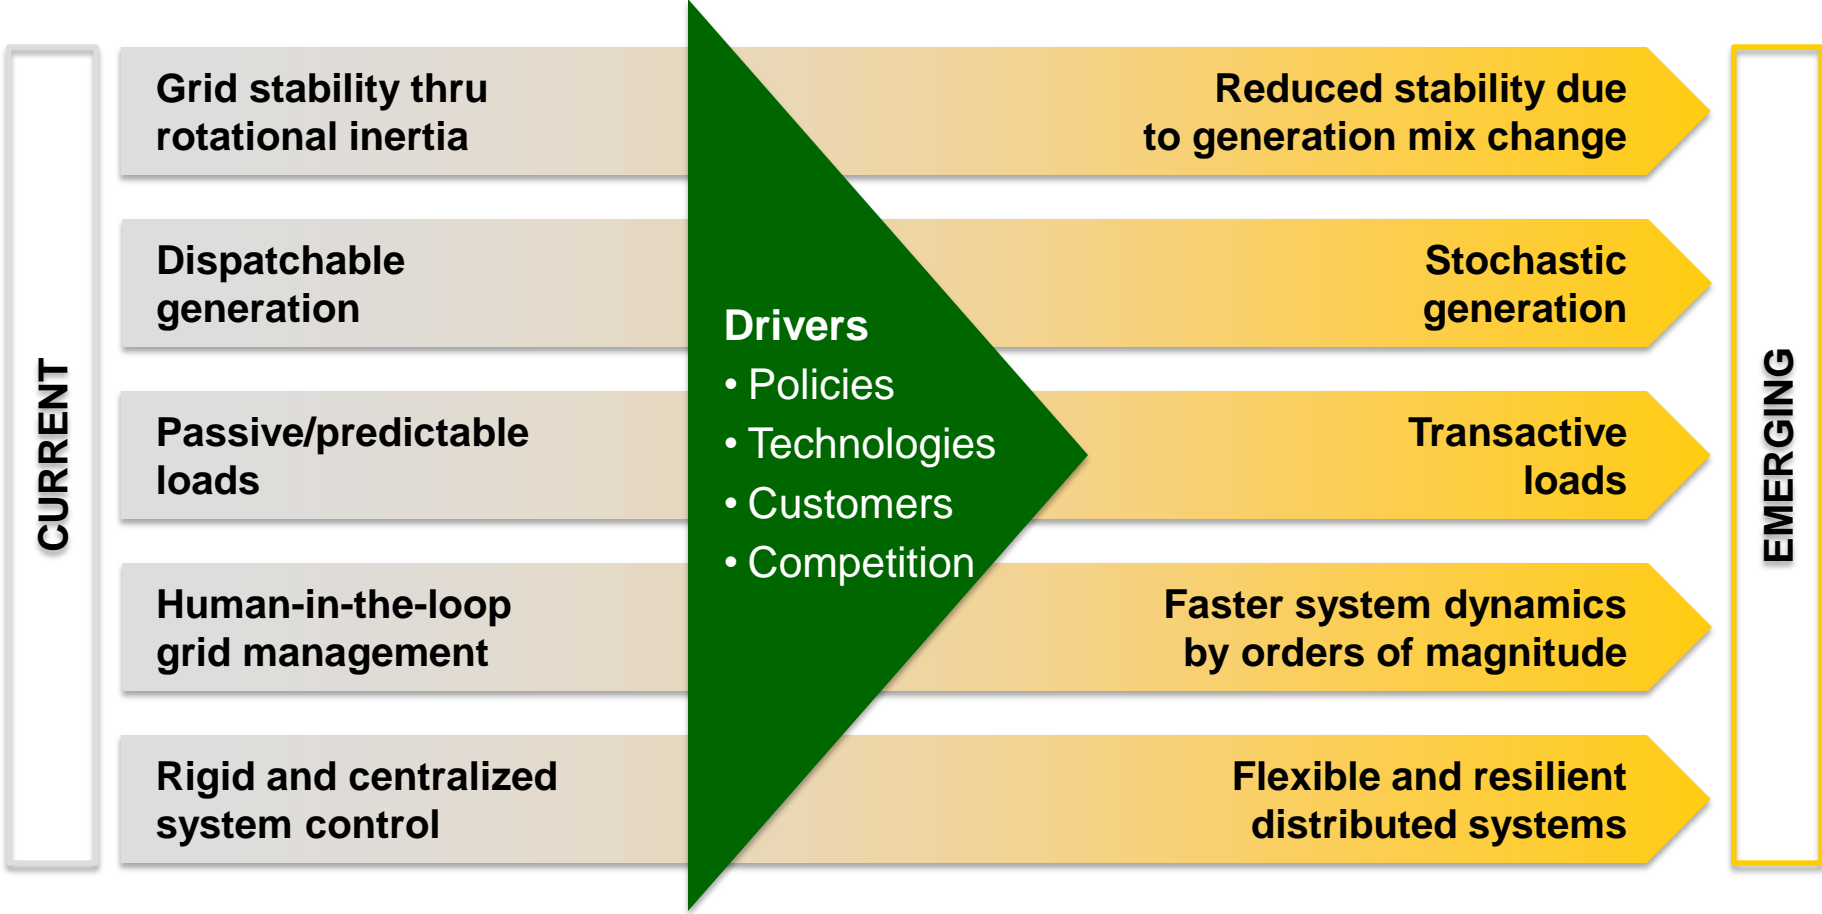 CURRENT
Grid stability thru
rotational inertia
Reduced stability due
to generation mix change
Dispatchable
generation
Stochastic
generation
Passive/predictable
loads
Transactive
loads
Human-in-the-loop
grid management
Faster system dynamics
by orders of magnitude
Rigid and centralized
system control
Flexible and resilient
distributed systems
Drivers
• Policies
• Technologies
• Customers
• Competition
EMERGING